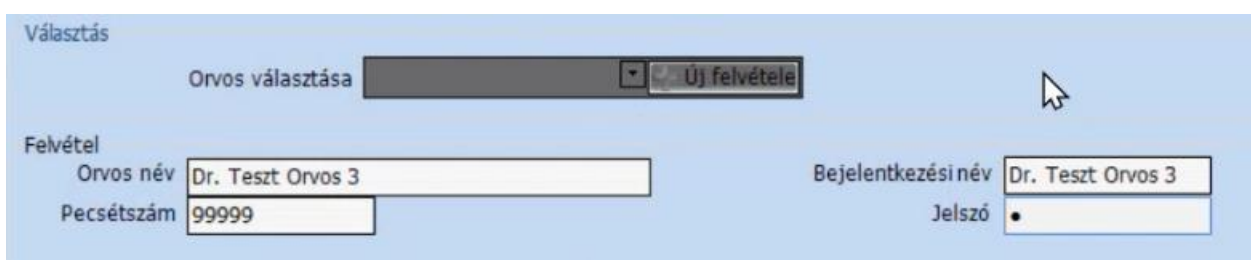 Választás
Orvos választása Új felvétele
Felvétel
Orvos név Dr. Teszt Orvos 3 Bejelentkezési név Dr. Teszt Orvos 3
Pecsétszám 99999 Jelszó •